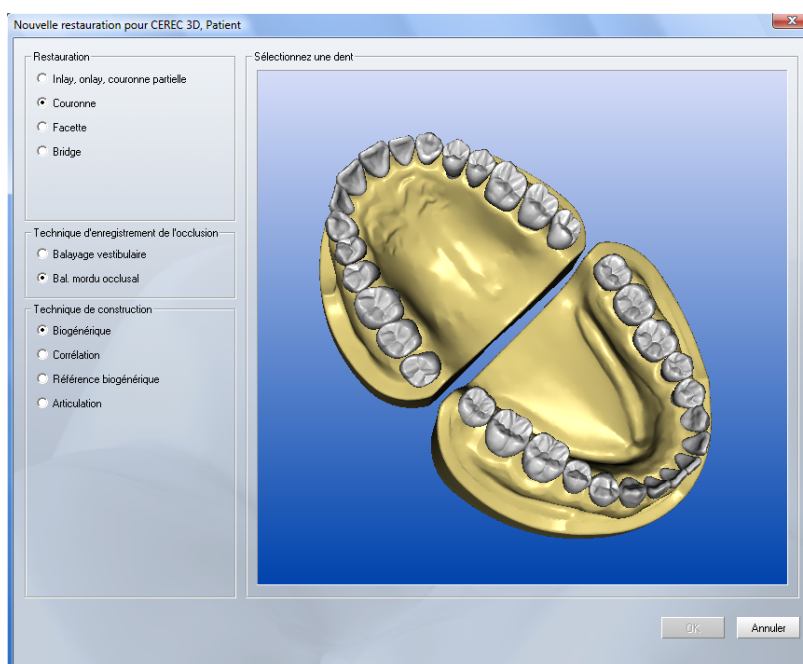 Nouvelle restauration pour CEREC 3D, Patient
Restauration
Inlay, onlay, couronne partielle
Couronne
Facette
Bridge
Technique d'enregistrement de l'occlusion
Balayage vestibulaire
Bal. mordu occlusal
Technique de construction
Biogénérique
Corrélation
Référence biogénérique
Articulation
Sélectionnez une dent
OK
Annuler